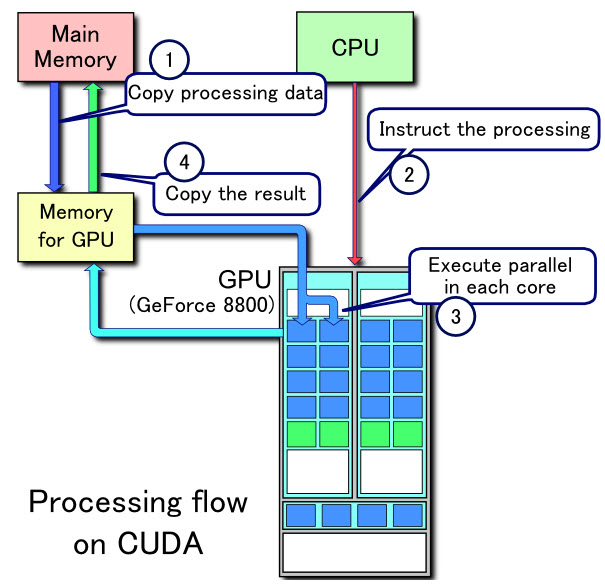 Main
Memory
CPU
1
Copy processing data
Instruct the processing
2
4
Copy the result
Memory
for GPU
GPU
(GeForce 8800)
Execute parallel
in each core
3
Processing flow
on CUDA